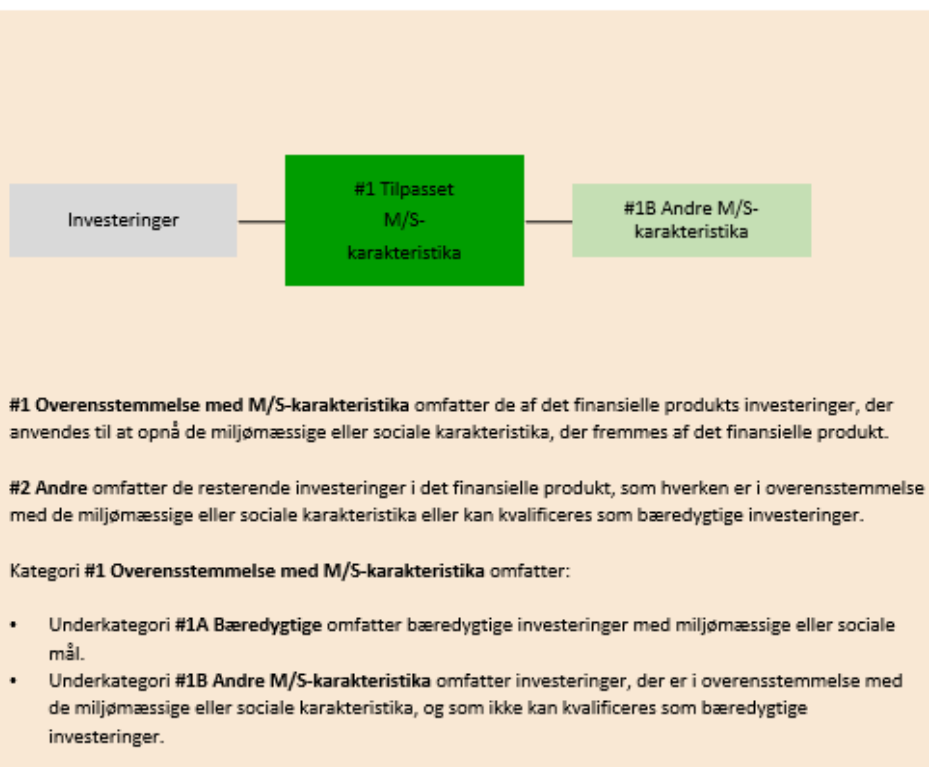 Investeringer
#1 Tilpasset
M/S-
karakteristika
#1B Andre M/S-
karakteristika
#1 Overensstemmelse med M/S-karakteristika omfatter de af det finansielle produkts investeringer, der
anvendes til at opnå de miljømæssige eller sociale karakteristika, der fremmes af det finansielle produkt.
#2 Andre omfatter de resterende investeringer i det finansielle produkt, som hverken er i overensstemmelse
med de miljømæssige eller sociale karakteristika eller kan kvalificeres som bæredygtige investeringer.
Kategori #1 Overensstemmelse med M/S-karakteristika omfatter:
• Underkategori #1A Bæredygtige omfatter bæredygtige investeringer med miljømæssige eller sociale
mål.
• Underkategori #1B Andre M/S-karakteristika omfatter investeringer, der er i overensstemmelse med
de miljømæssige eller sociale karakteristika, og som ikke kan kvalificeres som bæredygtige
investeringer.